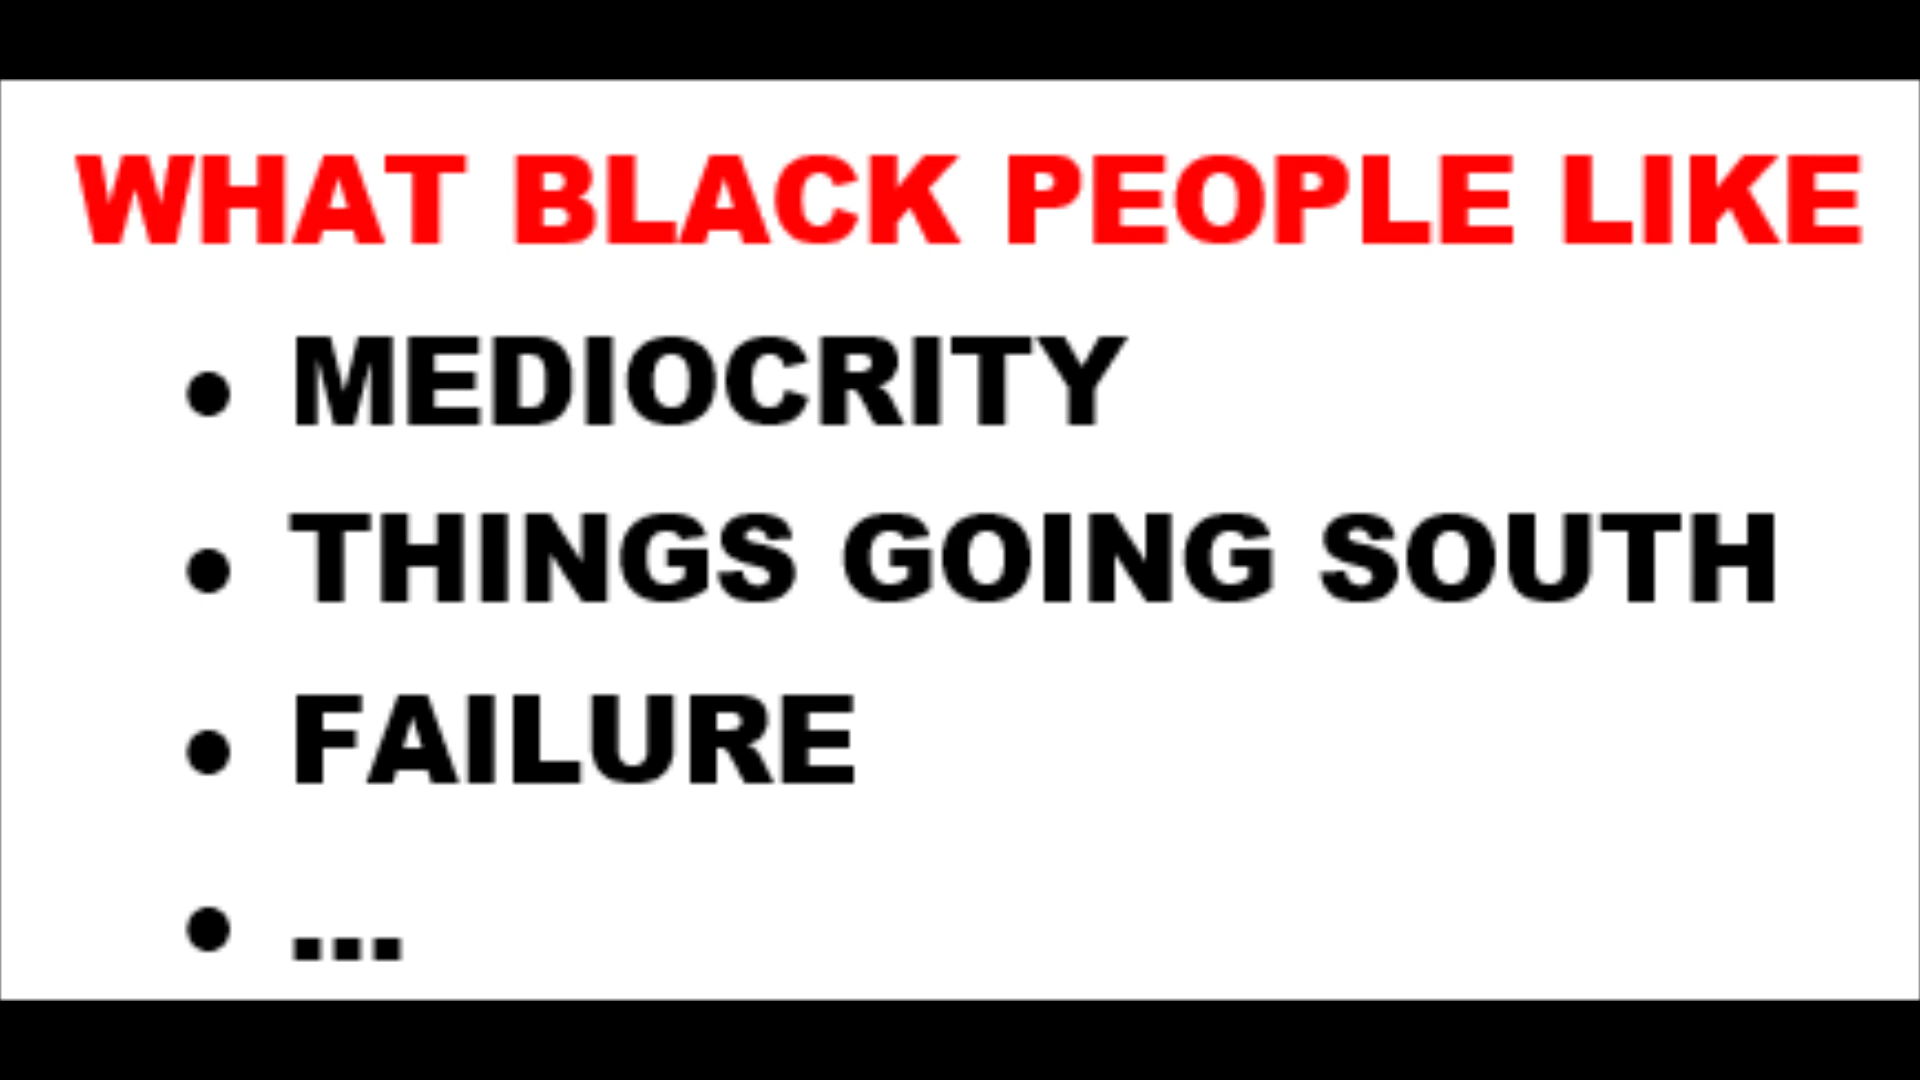 WHAT BLACK PEOPLE LIKE
• MEDIOCRITY
• THINGS GOING SOUTH
• FAILURE
• ...